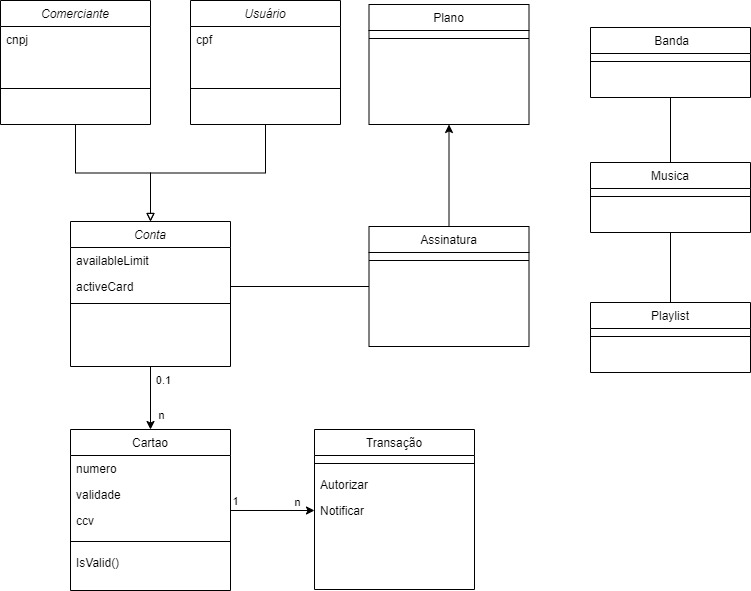 Comerciante
cnpj
Usuário
cpf
Plano
Banda
Musica
Playlist
Conta
availableLimit
activeCard
Assinatura
0.1
n
Cartao
numero
validade
ccv
IsValid()
1
n
Transação
Autorizar
Notificar